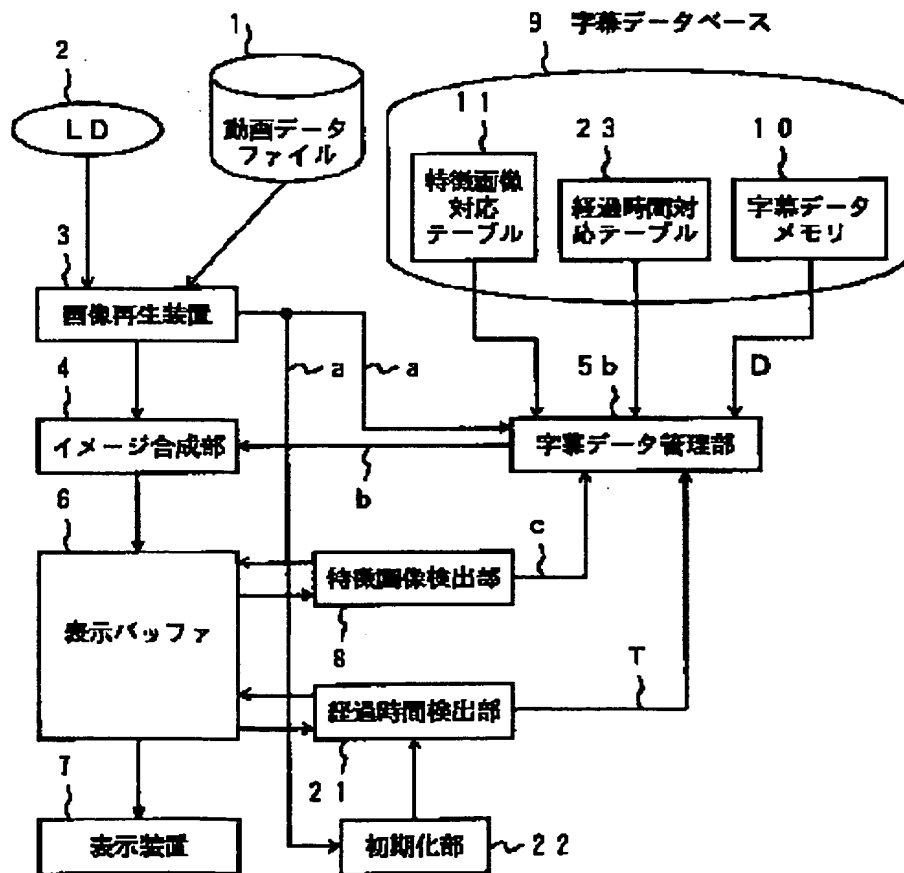 9 字幕データベース
1
2
LD
動画データ
ファイル
11
23
10
特徴画像
対応
テーブル
経過時間対
応テーブル
字幕データ
メモリ
3
画像再生装置
a
a
5b
D
4
イメージ合成部
字幕データ管理部
b
6
c
特徴画像検出部
表示バッファ
8
T
経過時間検出部
7
21
表示装置
初期化部
22